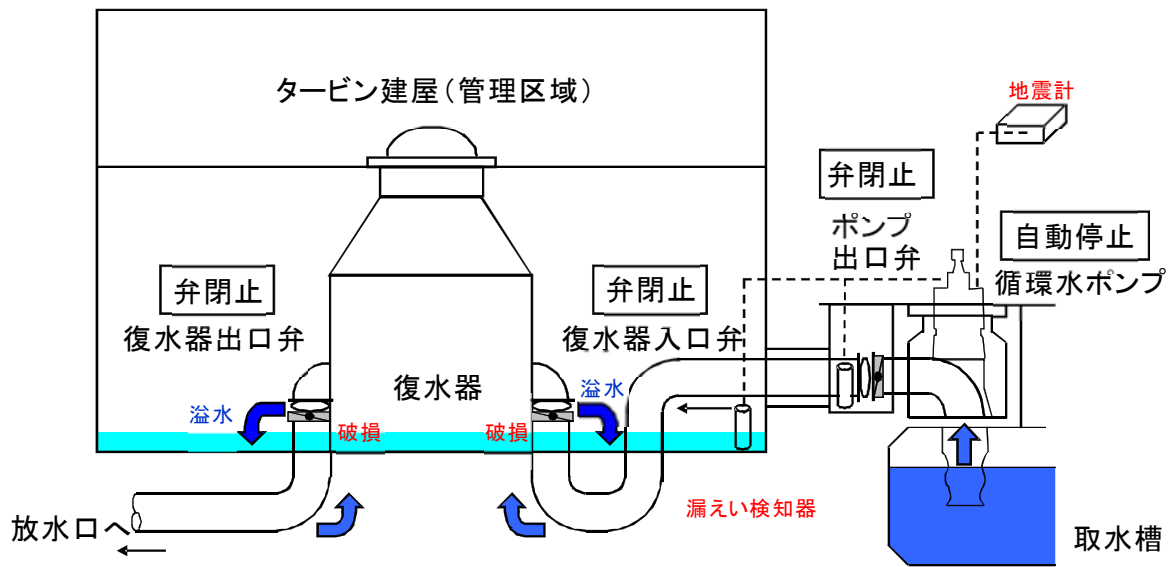 タービン建屋（管理区域）
地震計
弁閉止
ポンプ
出口弁
自動停止
循環水ポンプ
弁閉止
復水器出口弁
弁閉止
復水器入口弁
復水器
溢水
溢水
破損
破損
漏えい検知器
放水口へ
取水槽